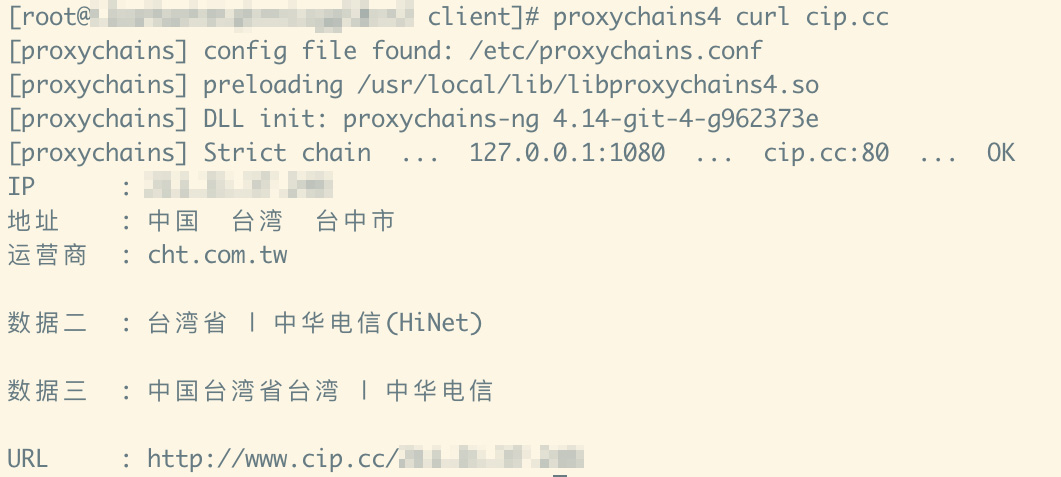 [root@ client]# proxychains4 curl cip.cc
[proxychains] config file found: /etc/proxychains.conf
[proxychains] preloading /usr/local/lib/libproxychains4.so
[proxychains] DLL init: proxychains-ng 4.14-git-4-g962373e
[proxychains] Strict chain ... 127.0.0.1:1080 ... cip.cc:80 ... OK
IP :
地址 : 中国 台湾 台中市
运营商 : cht.com.tw
数据二 : 台湾省 | 中华电信(HiNet)
数据三 : 中国台湾省台湾 | 中华电信
URL : http://www.cip.cc/